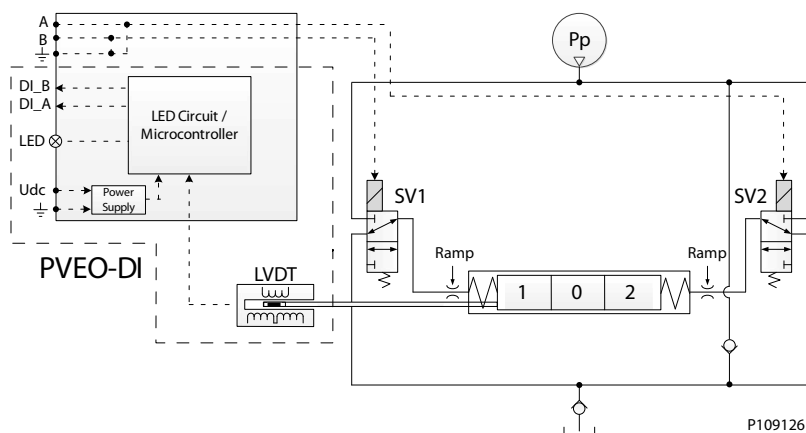 A
B
Pp
DI_B
DI_A
LED Circuit /
Microcontroller
LED
Udc
Power
Supply
SV1
SV2
PVEO-DI
LVDT
Ramp
Ramp
1 0 2
P109126